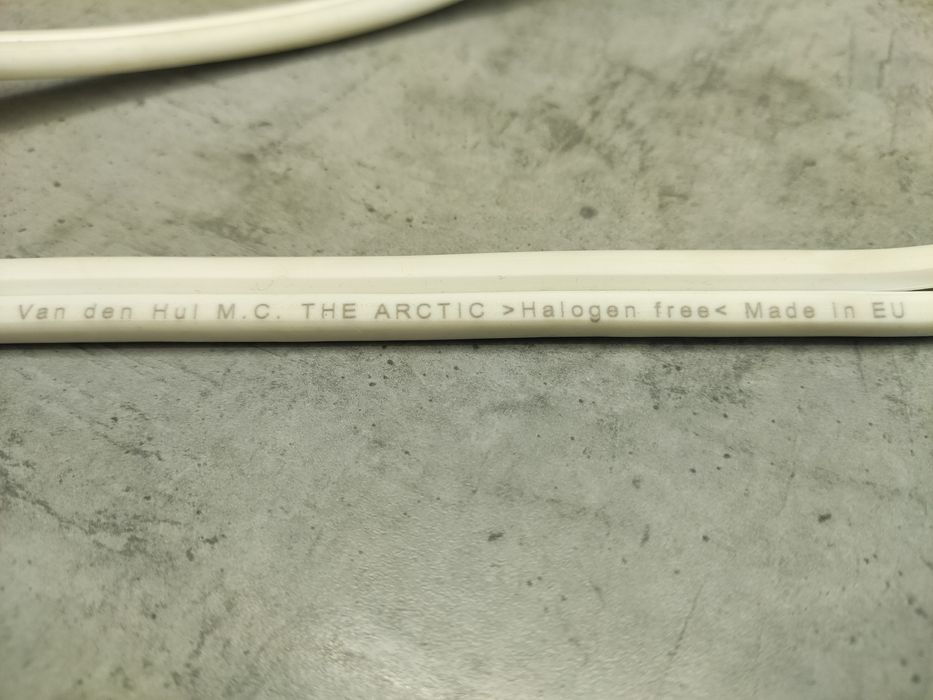 Van den Hul M.C. THE ARCTIC >Halogen free< Made in EU